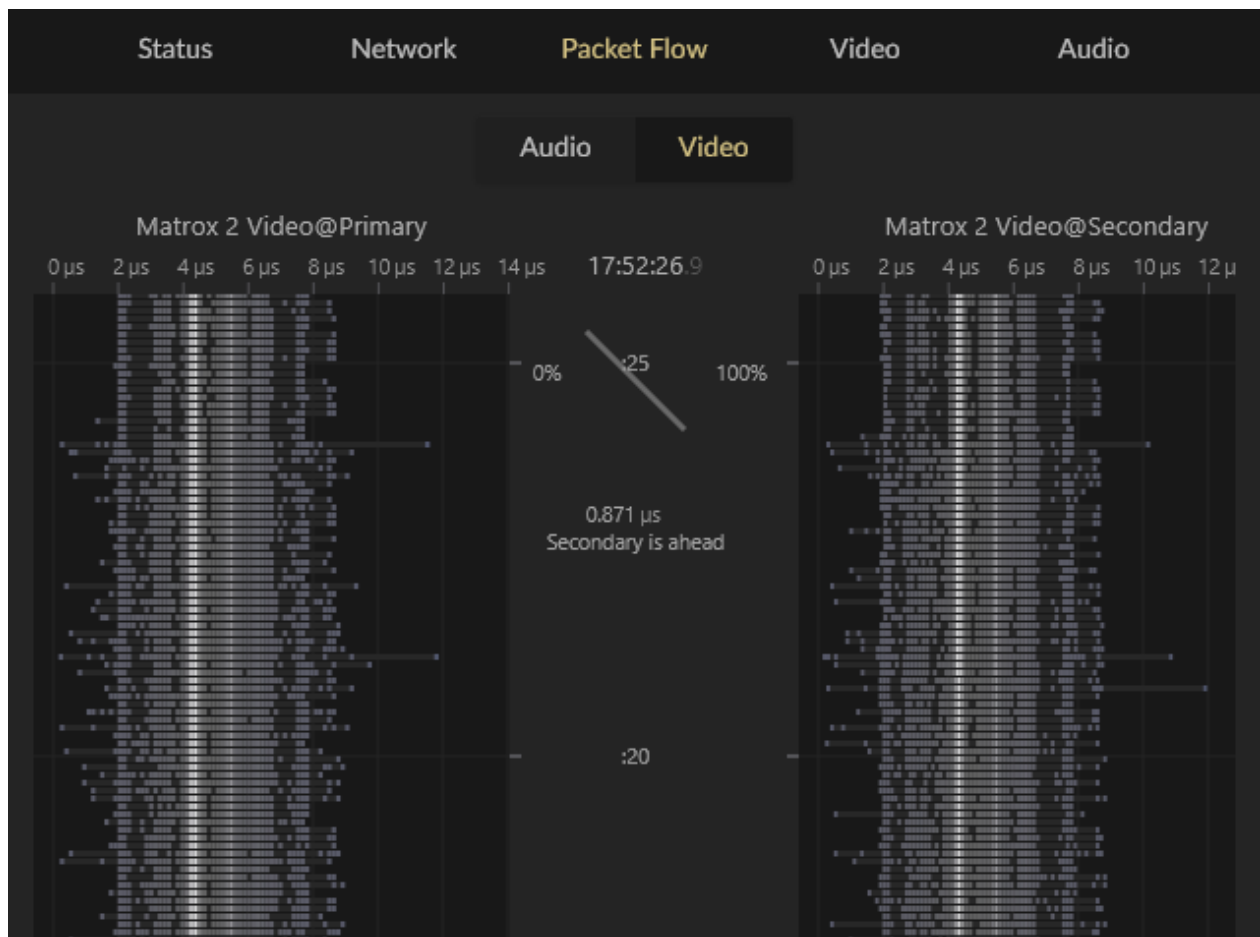 Status Network Packet Flow Video Audio
Audio Video
Matrox 2 Video@Primary Matrox 2 Video@Secondary
0 µs 2 µs 4 µs 6 µs 8 µs 10 µs 12 µs 14 µs 17:52:26.9 0 µs 2 µs 4 µs 6 µs 8 µs 10 µs 12 µ
:25
0% 100%
0.871 µs
Secondary is ahead
:20